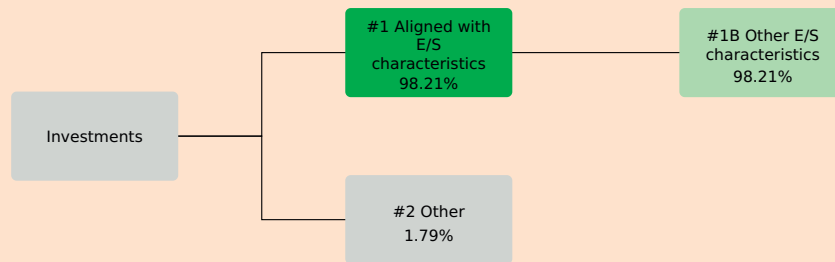 #1 Aligned with
E/S
characteristics
98.21%
#1B Other E/S
characteristics
98.21%
Investments
#2 Other
1.79%